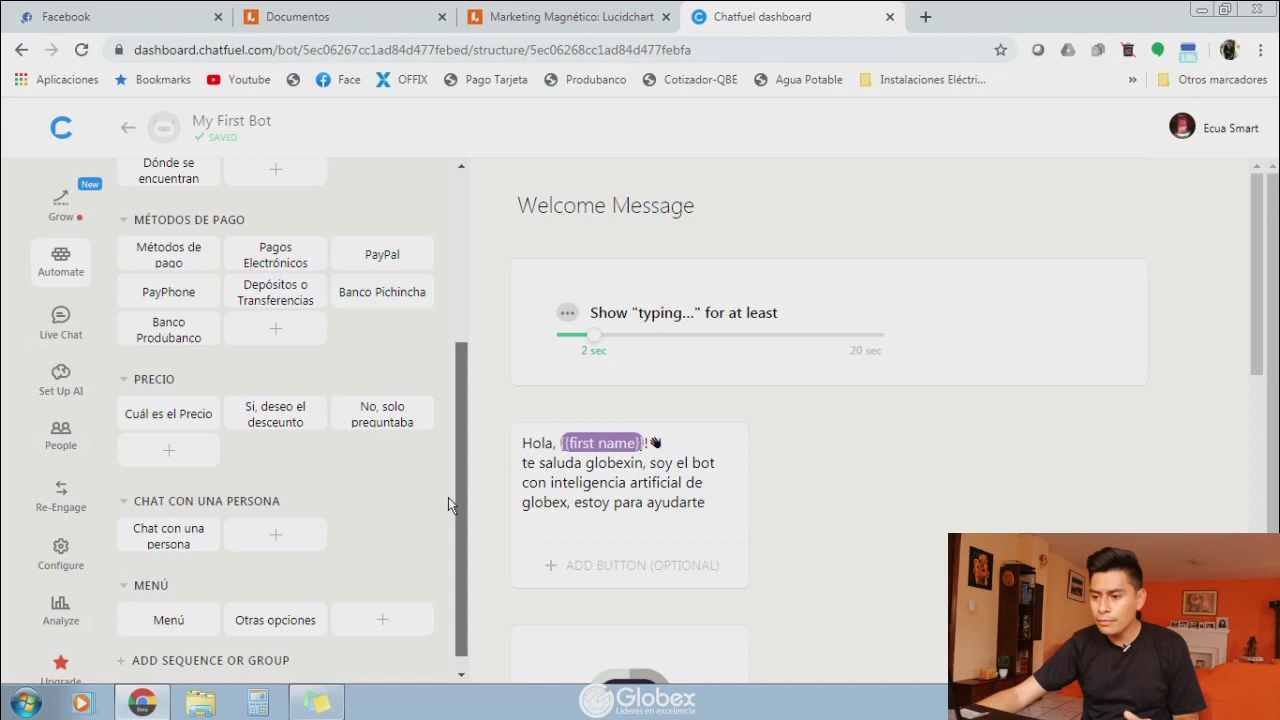 Facebook
Documentos
Marketing Magnético: Lucidchart
Chatfuel dashboard
dashboard.chatfuel.com/bot/5ec06267cc1ad84d477febed/structure/5ec06268cc1ad84d477febfa
Aplicaciones
Bookmarks
Youtube
Face
OFFIX
Pago Tarjeta
Produbanco
Cotizador-QBE
Agua Potable
Instalaciones Eléctri...
»
Otros marcadores
My First Bot
SAVED
Ecua Smart
New
Grow
Automate
Live Chat
Set Up AI
People
Re-Engage
Configure
Analyze
Upgrade
Dónde se
encuentran
MÉTODOS DE PAGO
Métodos de
pago
Pagos
Electrónicos
PayPal
PayPhone
Depósitos o
Transferencias
Banco Pichincha
Banco
Produbanco
PRECIO
Cuál es el Precio
Si, deseo el
descuento
No, solo
preguntaba
CHAT CON UNA PERSONA
Chat con una
persona
MENÚ
Menú
Otras opciones
+ ADD SEQUENCE OR GROUP
Welcome Message
Show "typing..." for at least
2 sec
20 sec
Hola, {{first name}}!
te saluda globexin, soy el bot
con inteligencia artificial de
globex, estoy para ayudarte
+ ADD BUTTON (OPTIONAL)
Globex
Líderes en excelencia